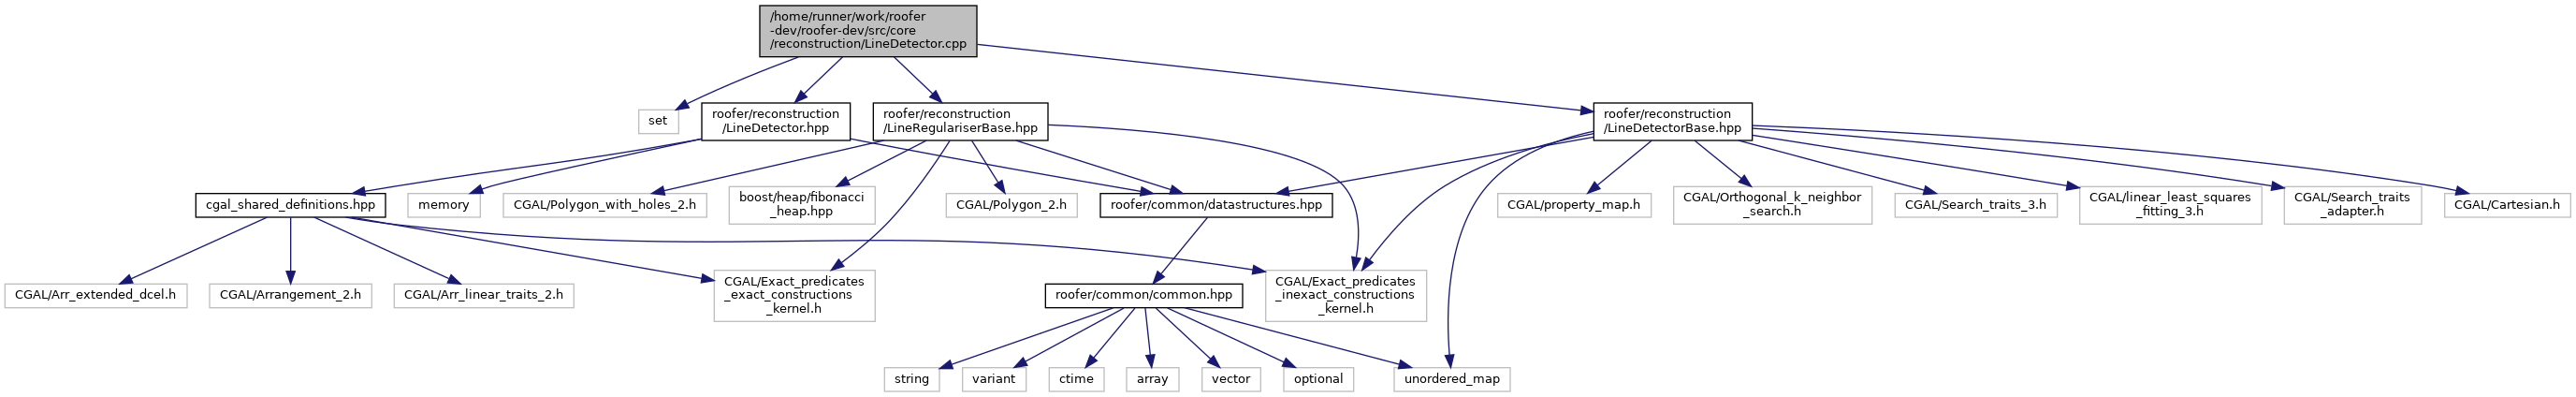 /home/runner/work/roofer
-dev/roofer-dev/src/core
/reconstruction/LineDetector.cpp
set
roofer/reconstruction
/LineDetector.hpp
roofer/reconstruction
/LineRegulariserBase.hpp
roofer/reconstruction
/LineDetectorBase.hpp
cgal_shared_definitions.hpp
memory
CGAL/Polygon_with_holes_2.h
boost/heap/fibonacci
_heap.hpp
CGAL/Polygon_2.h
roofer/common/datastructures.hpp
CGAL/property_map.h
CGAL/Orthogonal_k_neighbor
_search.h
CGAL/Search_traits_3.h
CGAL/linear_least_squares
_fitting_3.h
CGAL/Search_traits
_adapter.h
CGAL/Cartesian.h
CGAL/Arr_extended_dcel.h
CGAL/Arrangement_2.h
CGAL/Arr_linear_traits_2.h
CGAL/Exact_predicates
_exact_constructions
_kernel.h
roofer/common/common.hpp
CGAL/Exact_predicates
_inexact_constructions
_kernel.h
string
variant
ctime
array
vector
optional
unordered_map